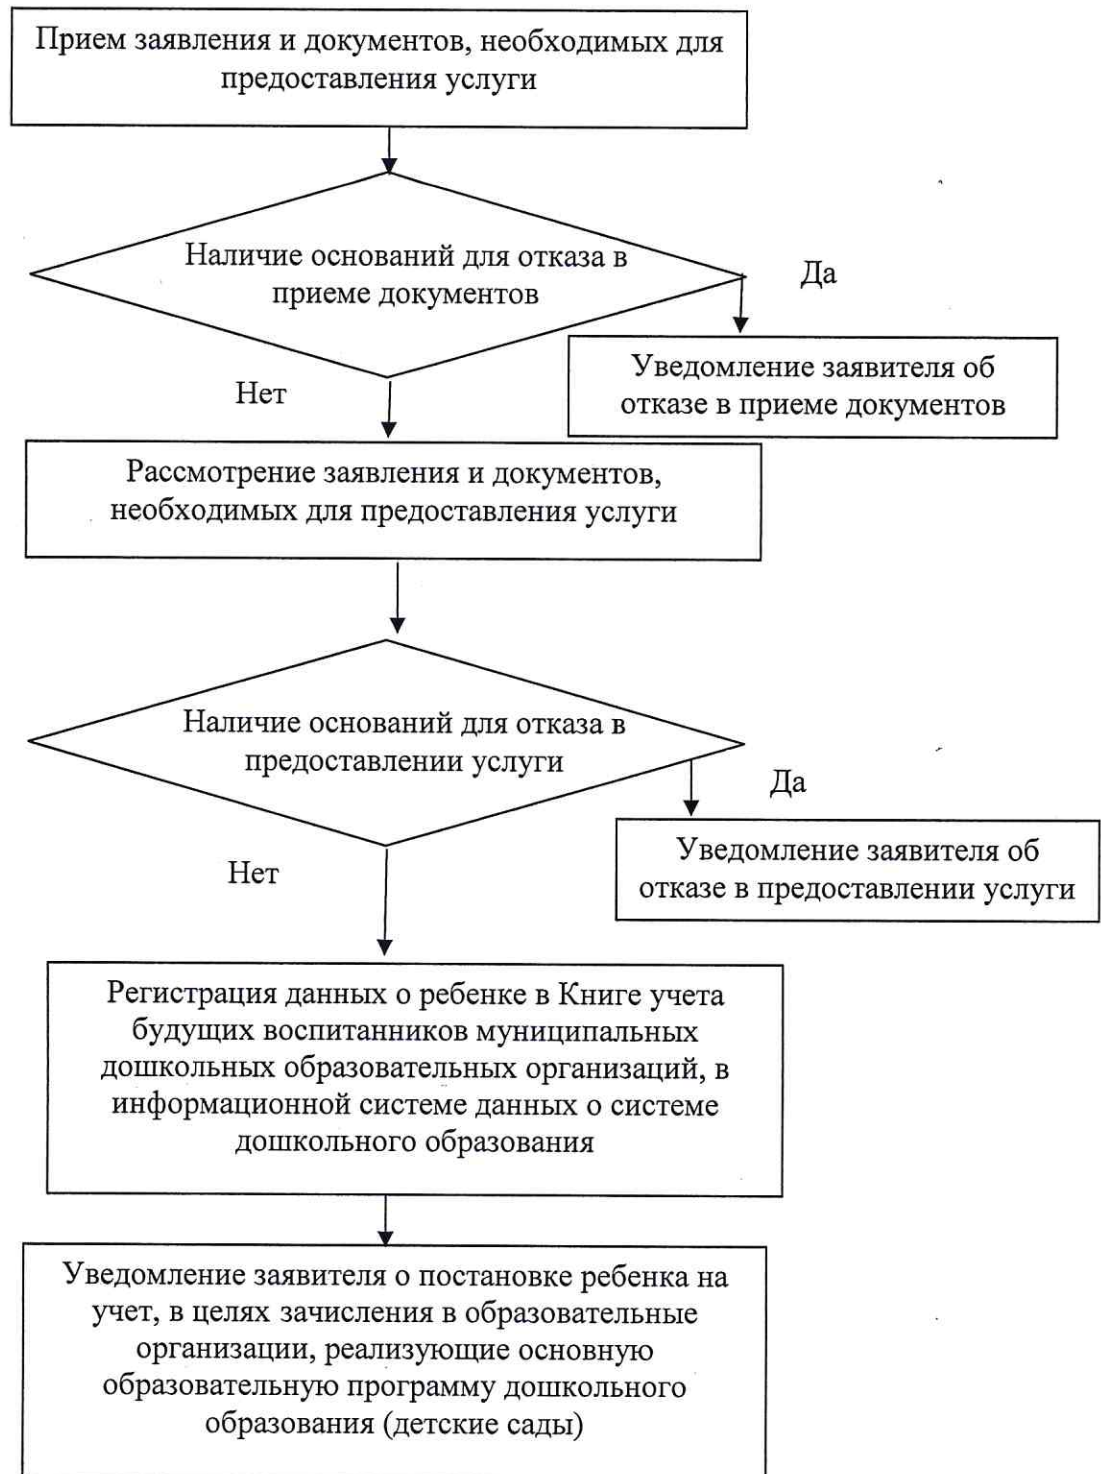 Прием заявления и документов, необходимых для
предоставления услуги
Наличие оснований для отказа в
приеме документов
Да
Уведомление заявителя об
отказе в приеме документов
Нет
Рассмотрение заявления и документов,
необходимых для предоставления услуги
Наличие оснований для отказа в
предоставлении услуги
Да
Уведомление заявителя об
отказе в предоставлении услуги
Нет
Регистрация данных о ребенке в Книге учета
будущих воспитанников муниципальных
дошкольных образовательных организаций, в
информационной системе данных о системе
дошкольного образования
Уведомление заявителя о постановке ребенка на
учет, в целях зачисления в образовательные
организации, реализующие основную
образовательную программу дошкольного
образования (детские сады)